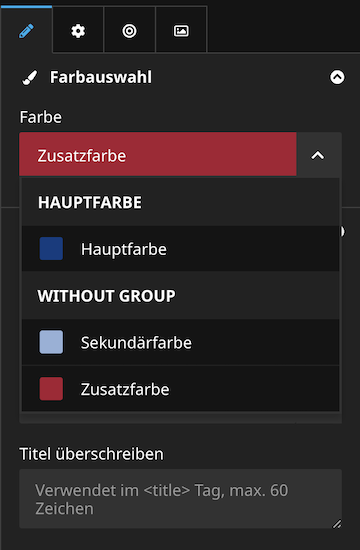 Farbauswahl
Farbe
Zusatzfarbe
HAUPTFARBE
Hauptfarbe
WITHOUT GROUP
Sekundärfarbe
Zusatzfarbe
Titel überschreiben
Verwendet im <title> Tag, max. 60
Zeichen